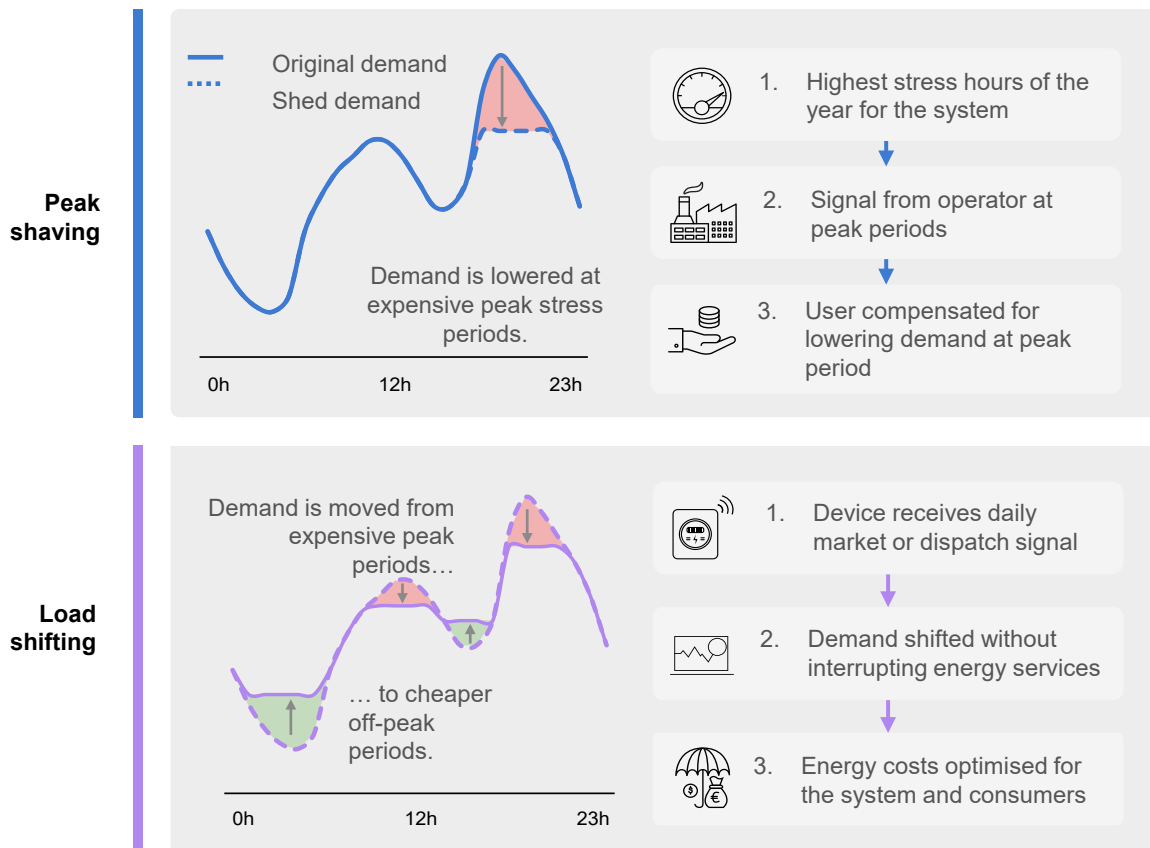 Peak
shaving
Original demand
Shed demand
Demand is lowered at
expensive peak stress
periods.
0h
12h
23h
1. Highest stress hours of the
year for the system
2. Signal from operator at
peak periods
3. User compensated for
lowering demand at peak
period
Load
shifting
Demand is moved from
expensive peak
periods…
… to cheaper
off-peak
periods.
0h
12h
23h
1. Device receives daily
market or dispatch signal
2. Demand shifted without
interrupting energy services
3. Energy costs optimised for
the system and consumers
$
€